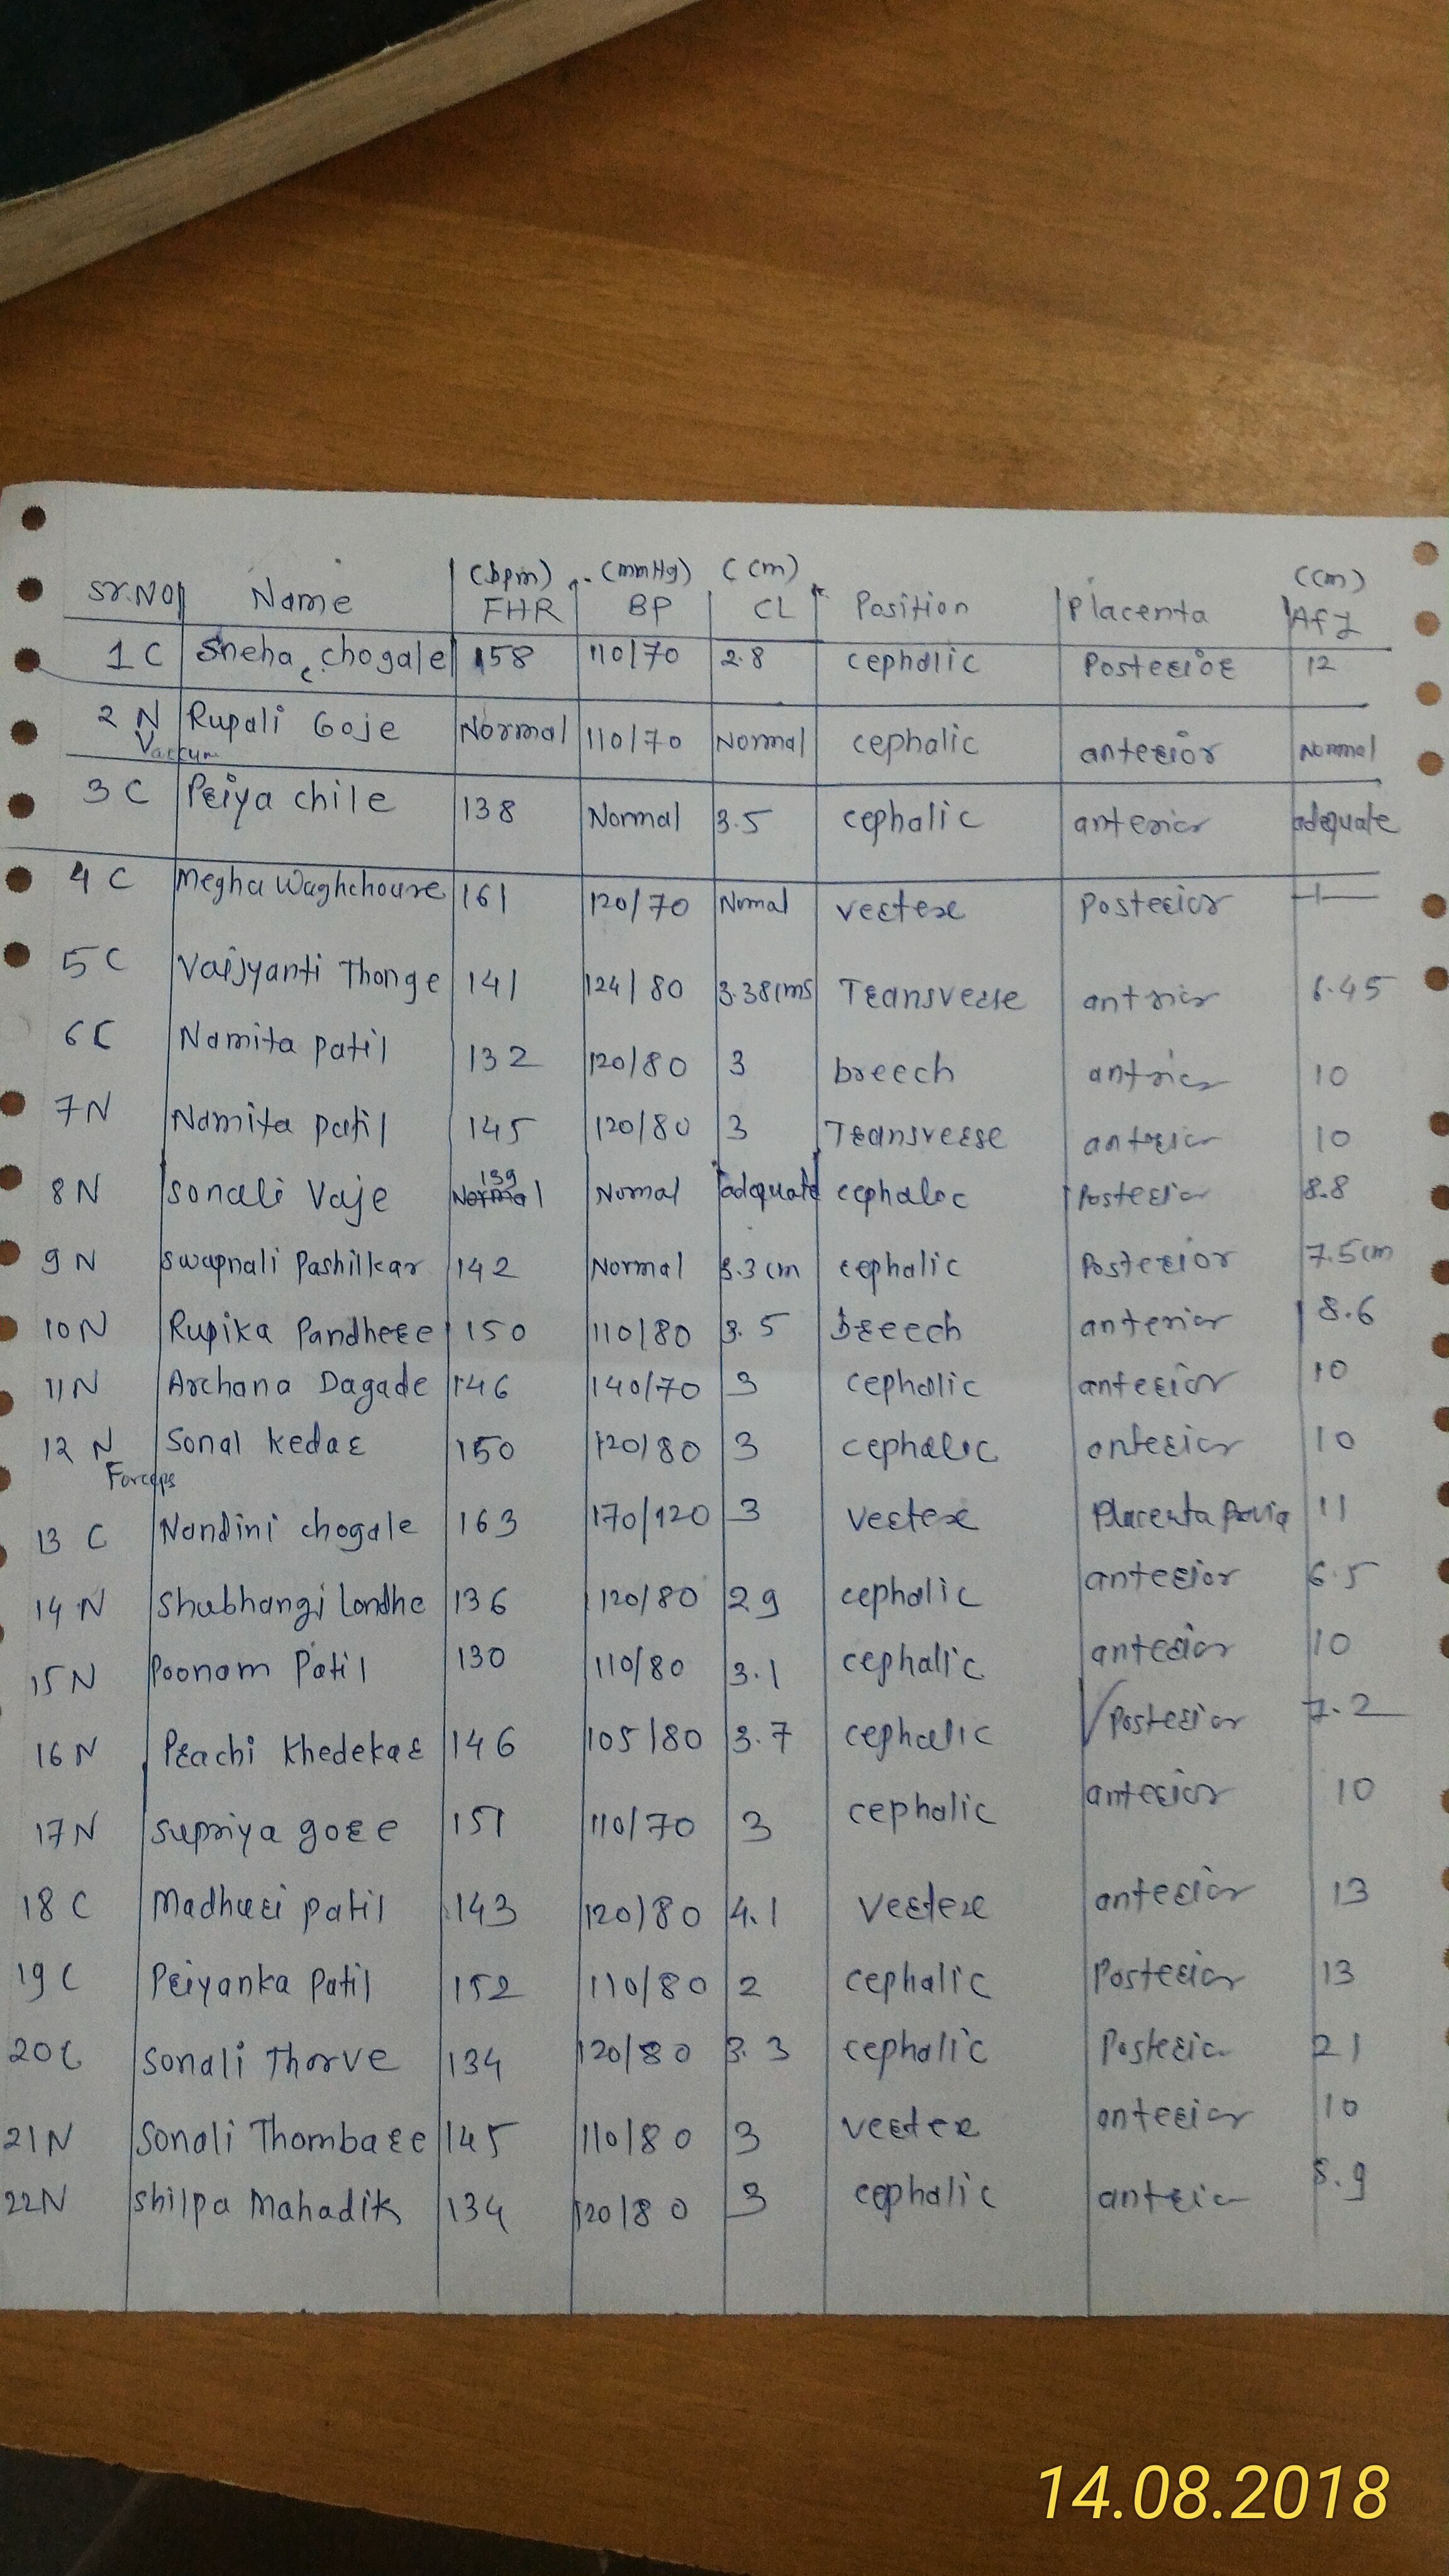 (bpm) (mmHg) (cm) (cm)
Sr.No Name FHR BP CL Position Placenta AFI
1 C Sneha chogale 158 110/70 2.8 cephalic Posterior 12
2 N Rupali Goje Normal 110/70 Normal cephalic anterior Normal
Vaccum
3 C Priya chile 138 Normal 3.5 cephalic anterior adequate
4 C Megha Waghchoure 161 120/70 Nomal vertex Posterior
5 C Vaijyanti Thonge 141 124/80 3.38cms Transverse antrior 6.45
6 C Namita patil 132 120/80 3 breech antrior 10
7 N Namita patil 145 120/80 3 Transverse anterior 10
139
8 N Sonali Vaje Normal Nomal adequate cephalic Posterior 8.8
9 N Swapnali Pashilkar 142 Normal 3.3 cm cephalic Posterior 7.5cm
10 N Rupika Pandhere 150 110/80 3.5 breech anterior 8.6
11 N Archana Dagade 146 140/70 3 cephalic anterior 10
12 N Sonal Kedar 150 120/80 3 cephalic anterior 10
Forceps
13 C Nandini chogale 163 170/120 3 vertex Placenta Previa 11
14 N Shubhangi Londhe 136 120/80 2.9 cephalic anterior 6.5
15 N Poonam Patil 130 110/80 3.1 cephalic anterior 10
16 N Prachi Khedekar 146 105/80 3.7 cephalic Posterior 7.2
17 N Supriya gore 151 110/70 3 cephalic anterior 10
18 C Madhuri patil 143 120/80 4.1 Vertex anterior 13
19 C Priyanka Patil 152 110/80 2 cephalic Posterior 13
20 C Sonali Thorve 134 120/80 3.3 cephalic Posterior 21
21 N Sonali Thombare 145 110/80 3 vertex anterior 10
22 N Shilpa Mahadik 134 120/80 3 cephalic anterior
14.08.2018